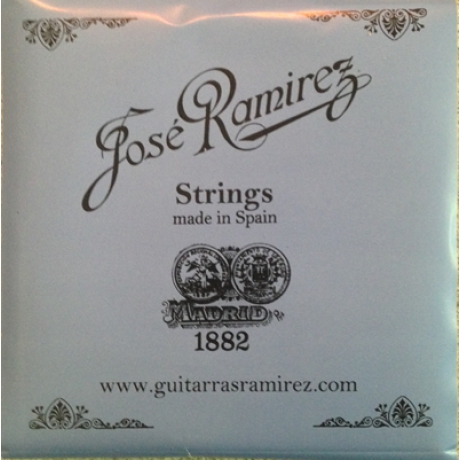 José Ramirez
Strings
made in Spain
MADRID
1882
www.guitarrasramirez.com